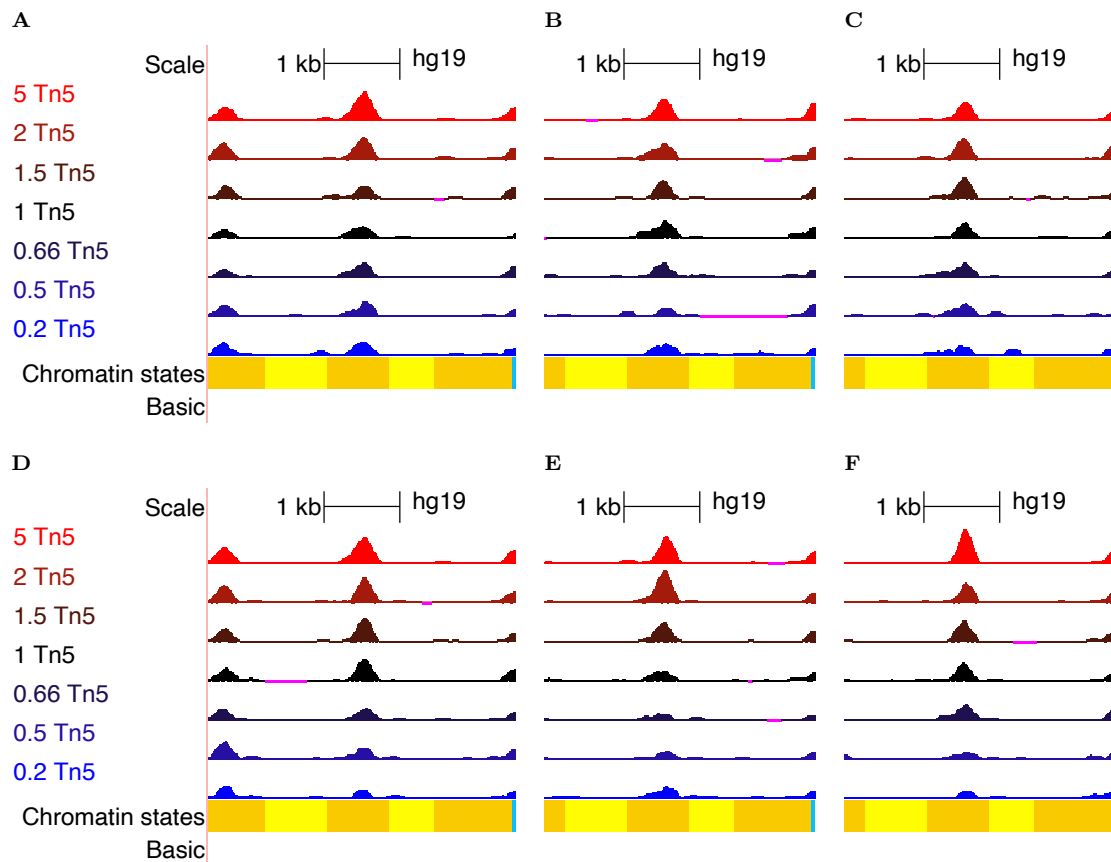 A B C
Scale 1 kb hg19 1 kb hg19 1 kb hg19
5 Tn5
2 Tn5
1.5 Tn5
1 Tn5
0.66 Tn5
0.5 Tn5
0.2 Tn5
Chromatin states
Basic
D E F
Scale 1 kb hg19 1 kb hg19 1 kb hg19
5 Tn5
2 Tn5
1.5 Tn5
1 Tn5
0.66 Tn5
0.5 Tn5
0.2 Tn5
Chromatin states
Basic